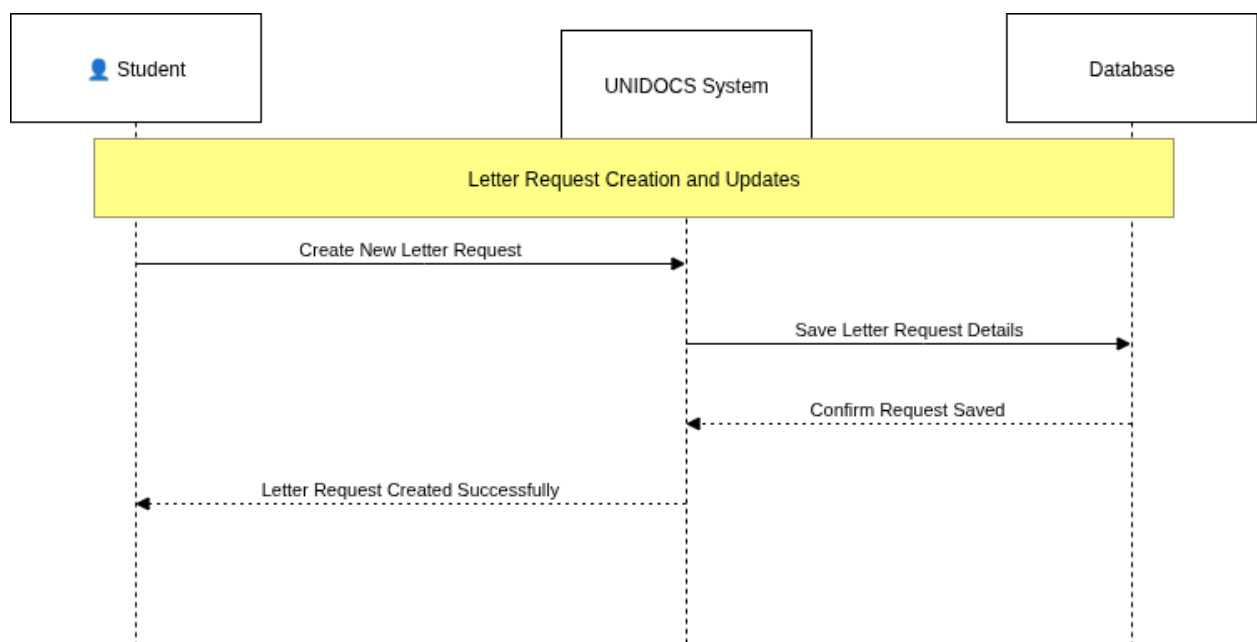 👤 Student
UNIDOCS System
Database
Letter Request Creation and Updates
Create New Letter Request
Save Letter Request Details
Confirm Request Saved
Letter Request Created Successfully